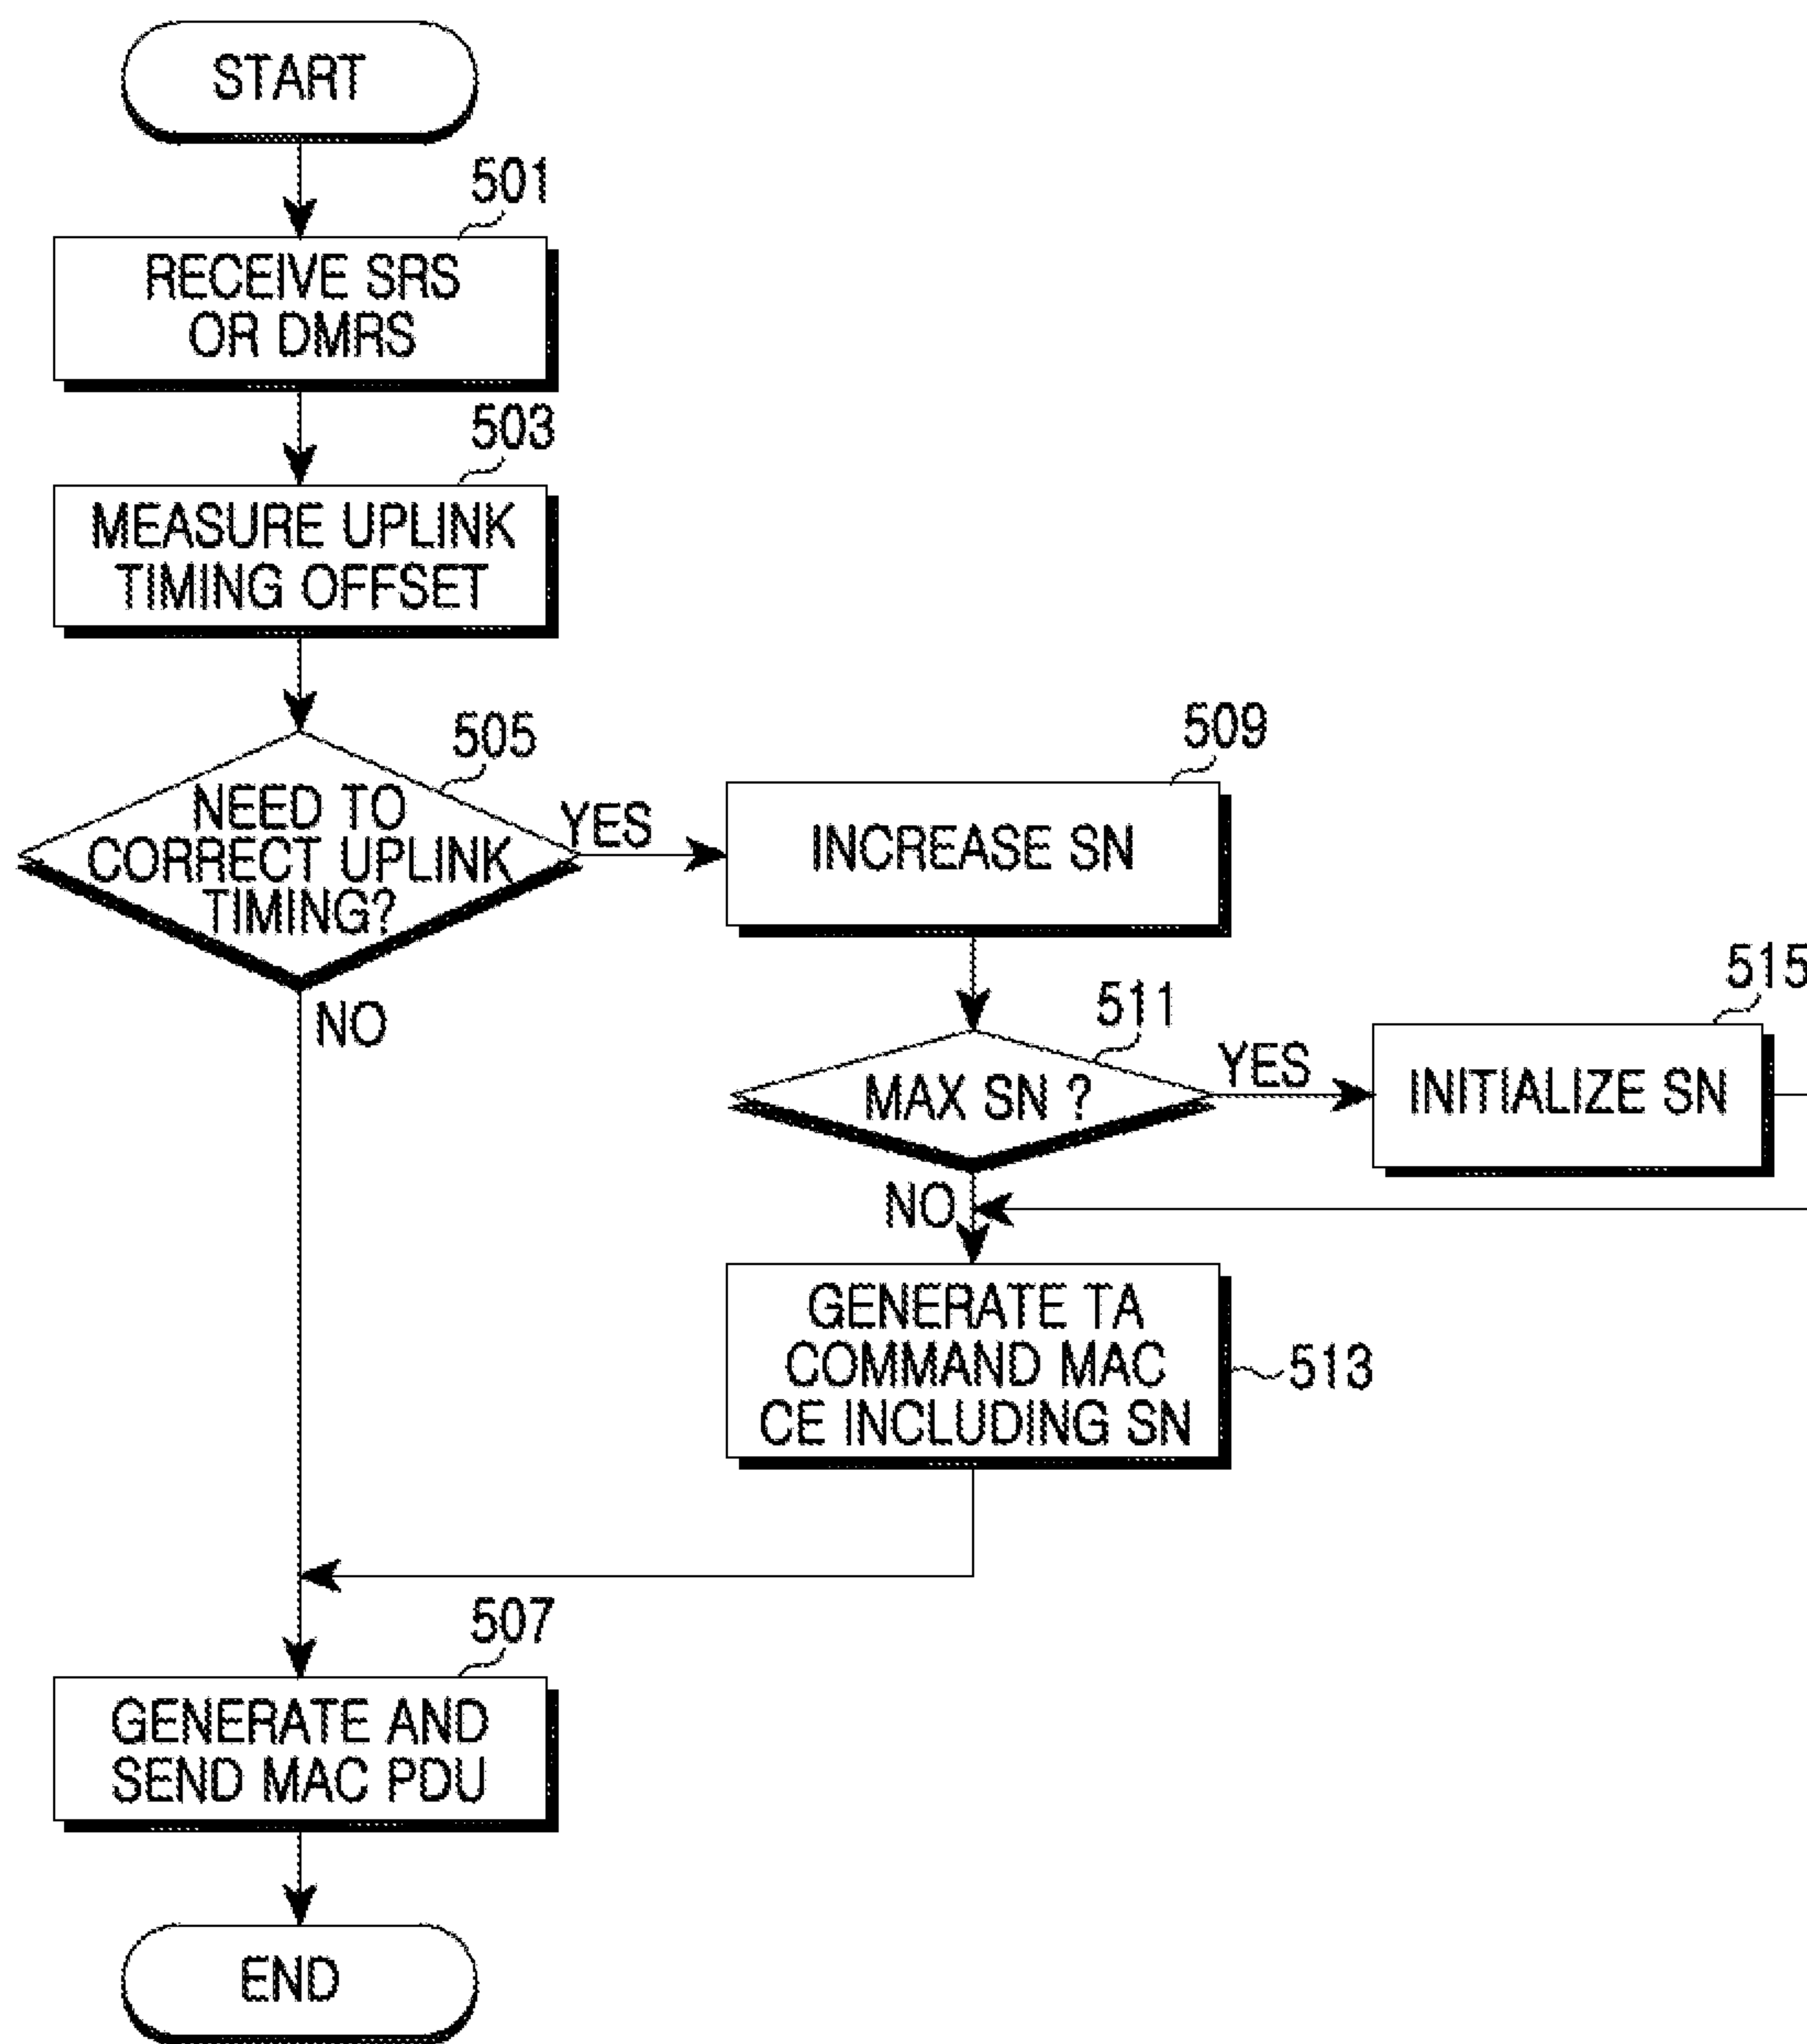 START
501
RECEIVE SRS
OR DMRS
503
MEASURE UPLINK
TIMING OFFSET
505
NEED TO
CORRECT UPLINK
TIMING?
YES
NO
509
INCREASE SN
511
MAX SN ?
YES
NO
515
INITIALIZE SN
GENERATE TA
COMMAND MAC
CE INCLUDING SN
513
507
GENERATE AND
SEND MAC PDU
END